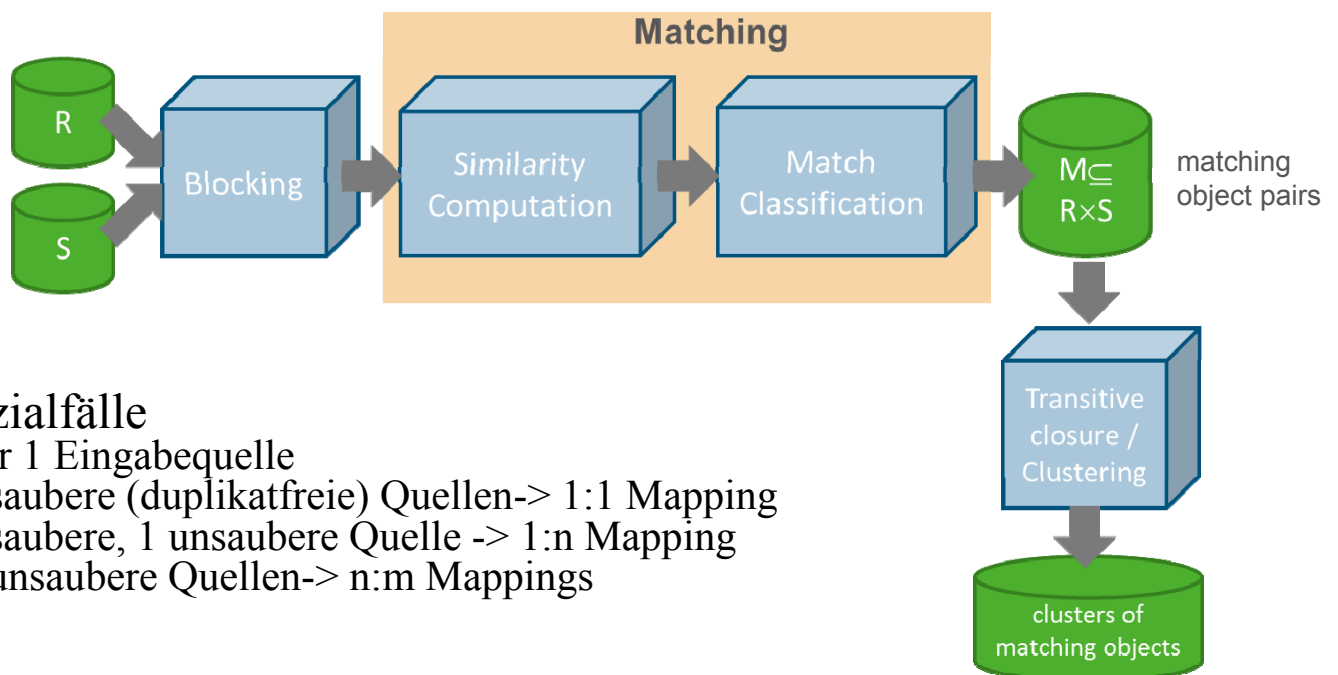 Matching
R
S
Blocking
Similarity
Computation
Match
Classification
M⊆
R×S
matching
object pairs
Transitive
closure /
Clustering
clusters of
matching objects
zialfälle
r 1 Eingabequelle
saubere (duplikatfreie) Quellen-> 1:1 Mapping
saubere, 1 unsaubere Quelle -> 1:n Mapping
unsaubere Quellen-> n:m Mappings